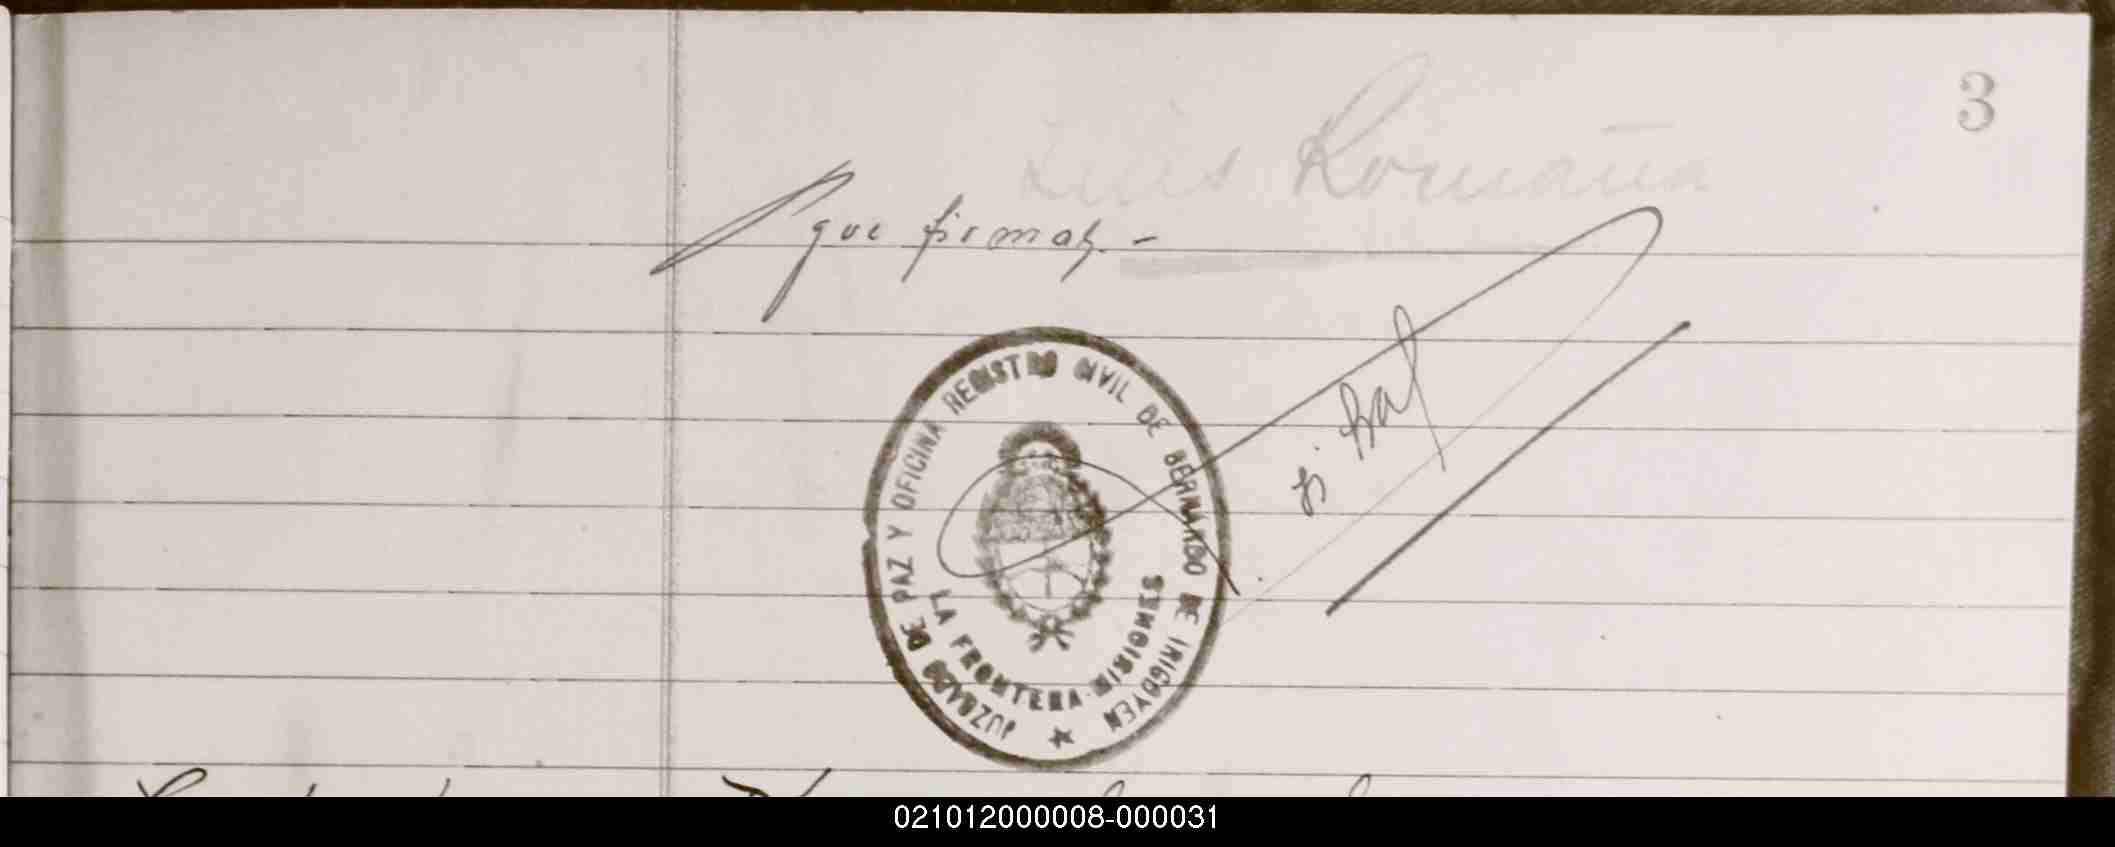 3
Luis Romaña
que firmaz.-
JUZGADO DE PAZ Y OFICINA REGISTRO CIVIL DE BERNARDO DE IRIGOYEN
LA FRONTERA-MISIONES
021012000008-000031